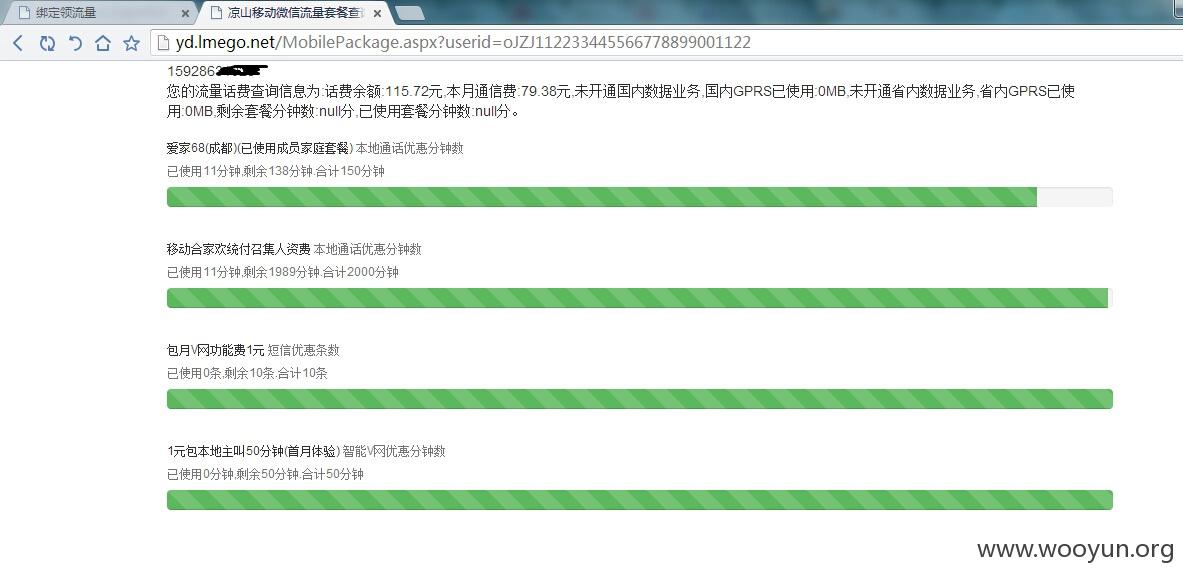 绑定领流量
凉山移动微信流量套餐查询
yd.lmego.net/MobilePackage.aspx?userid=oJZJ112233445566778899001122
1592863
您的流量话费查询信息为:话费余额:115.72元,本月通信费:79.38元,未开通国内数据业务,国内GPRS已使用:0MB,未开通省内数据业务,省内GPRS已使
用:0MB,剩余套餐分钟数:null分,已使用套餐分钟数:null分。
爱家68(成都)(已使用成员家庭套餐) 本地通话优惠分钟数
已使用11分钟,剩余138分钟.合计150分钟
移动合家欢统付召集人资费 本地通话优惠分钟数
已使用11分钟,剩余1989分钟.合计2000分钟
包月V网功能费1元 短信优惠条数
已使用0条,剩余10条.合计10条
1元包本地主叫50分钟(首月体验) 智能V网优惠分钟数
已使用0分钟,剩余50分钟.合计50分钟
www.wooyun.org